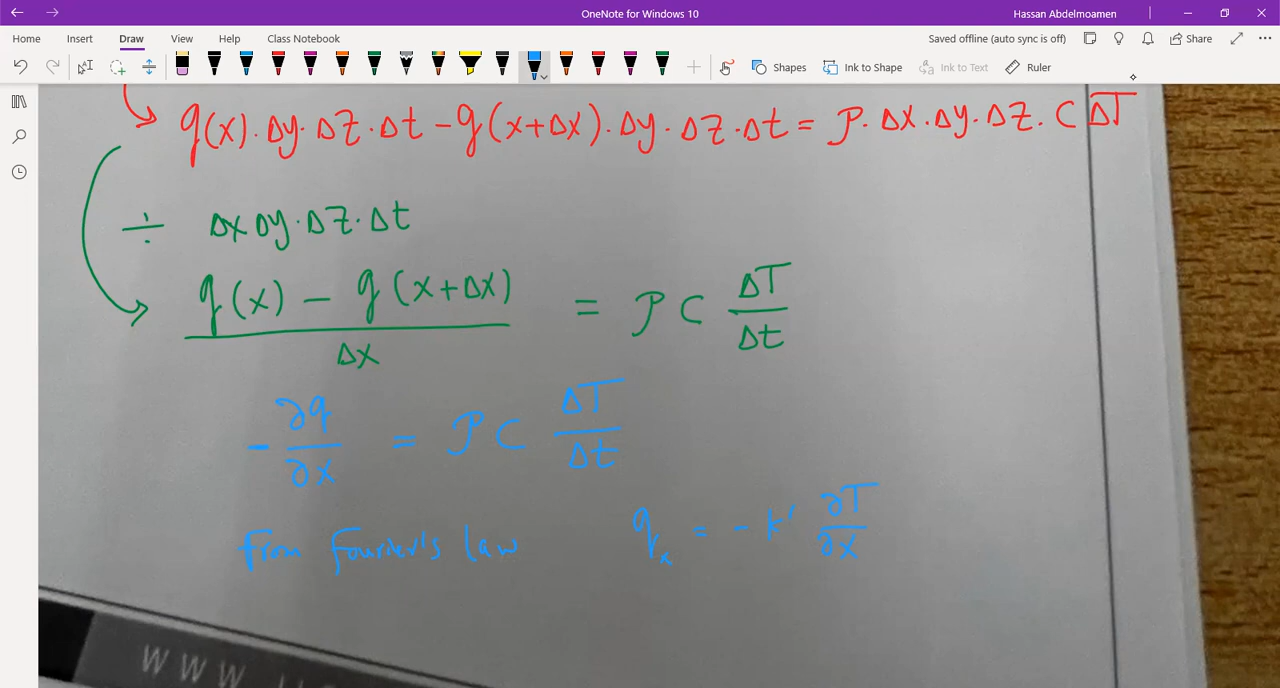 OneNote for Windows 10
Hassan Abdelmoamen
Home Insert Draw View Help Class Notebook
Saved offline (auto sync is off)
Share
Shapes Ink to Shape Ink to Text Ruler
q(x).Δy.ΔZ.Δt - q(x+Δx).Δy.ΔZ.Δt = ρ.Δx.Δy.ΔZ.C ΔT
÷ Δx Δy.ΔZ.Δt
(q(x) - q(x+Δx))/Δx = ρ C ΔT/Δt
-∂q/∂x = ρ C ΔT/Δt
from Fourier's law qx = -k' ∂T/∂x
WWW